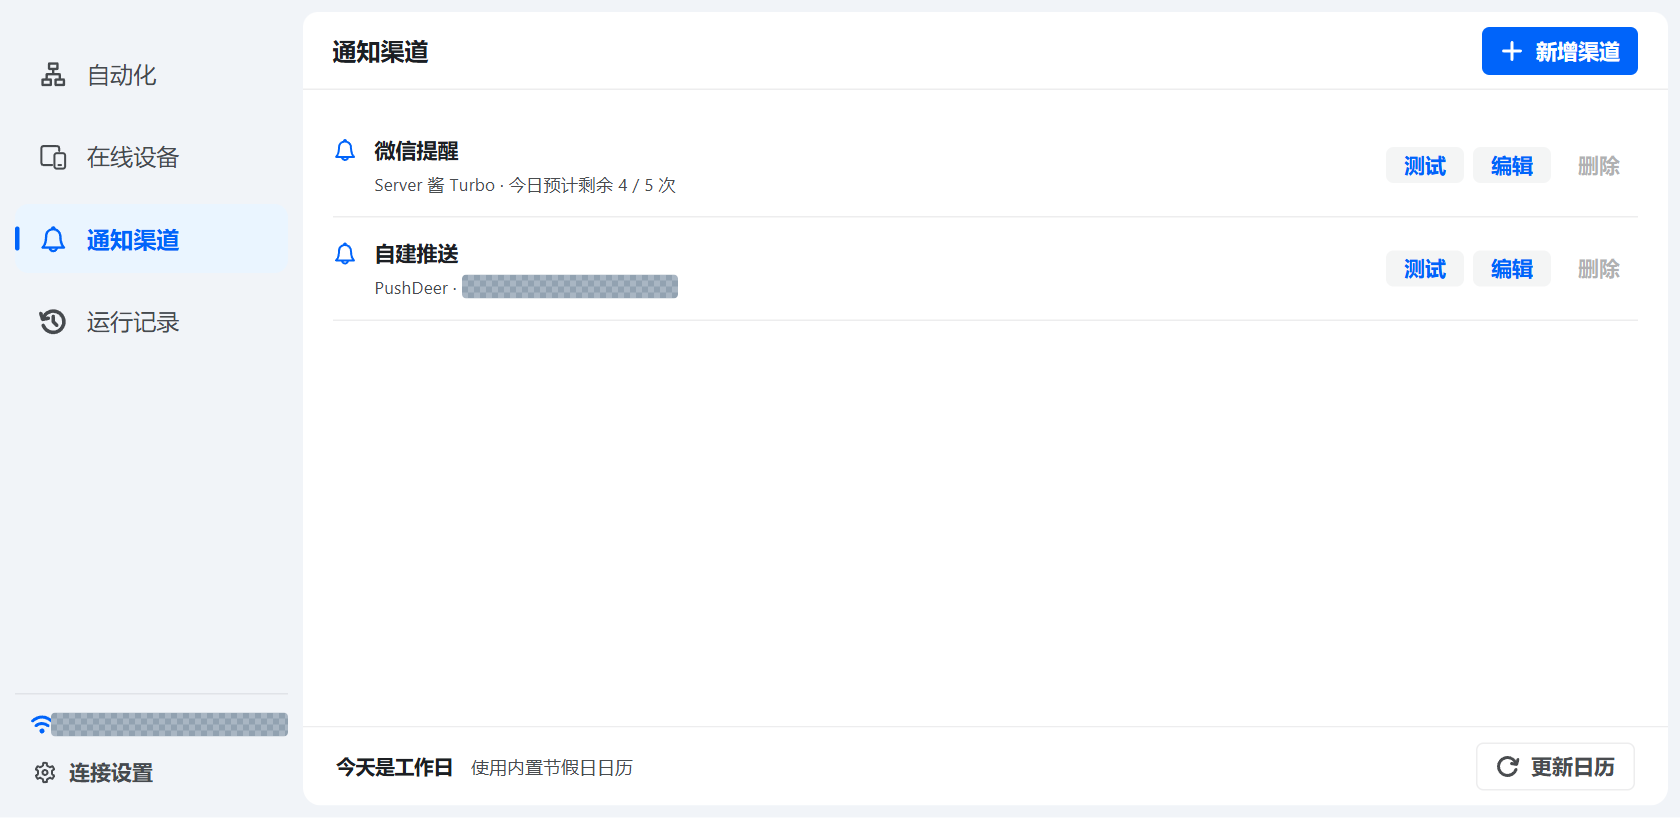 自动化
在线设备
通知渠道
运行记录
连接设置
通知渠道
新增渠道
微信提醒
Server 酱 Turbo · 今日预计剩余 4 / 5 次
测试 编辑 删除
自建推送
PushDeer ·
测试 编辑 删除
今天是工作日 使用内置节假日日历
更新日历